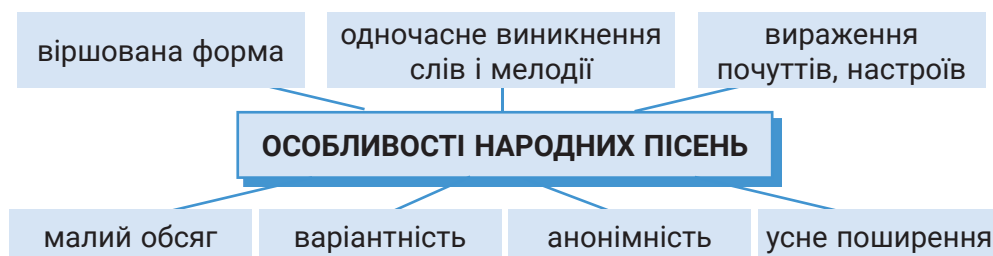 віршована форма
одночасне виникнення
слів і мелодії
вираження
почуттів, настроїв
ОСОБЛИВОСТІ НАРОДНИХ ПІСЕНЬ
малий обсяг
варіантність
анонімність
усне поширення